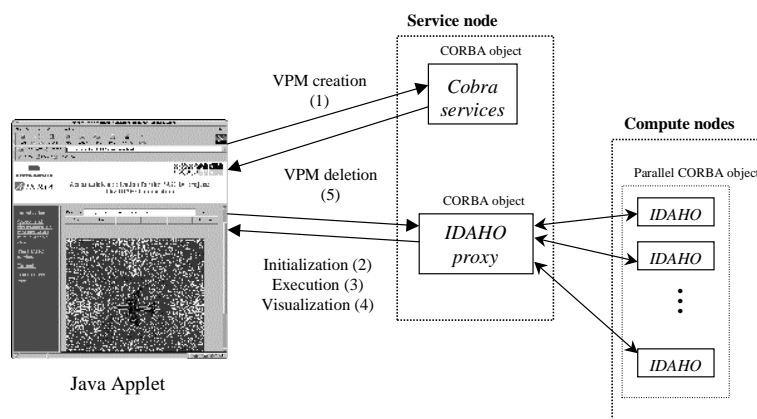 Service node
CORBA object
VPM creation
(1)
Cobra
services
Compute nodes
VPM deletion
(5)
Parallel CORBA object
CORBA object
IDAHO
proxy
IDAHO
IDAHO
IDAHO
Initialization (2)
Execution (3)
Visualization (4)
Java Applet